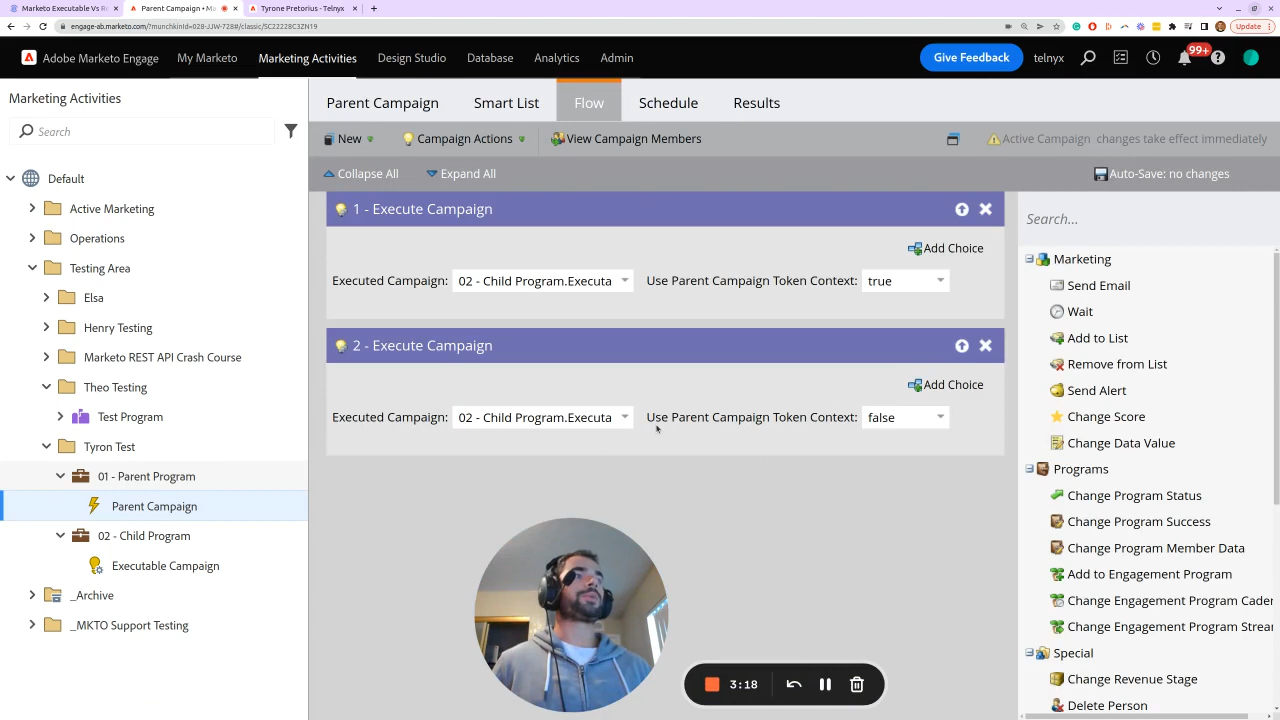 Marketo Executable Vs Re
Parent Campaign • Ma
Tyrone Pretorius - Telnyx
engage-ab.marketo.com/?munchkinId=028-JJW-728#/classic/SC22228C3ZN19
Update
Adobe Marketo Engage
My Marketo
Marketing Activities
Design Studio
Database
Analytics
Admin
Give Feedback
telnyx
99+
Marketing Activities
Search
Default
Active Marketing
Operations
Testing Area
Elsa
Henry Testing
Marketo REST API Crash Course
Theo Testing
Test Program
Tyron Test
01 - Parent Program
Parent Campaign
02 - Child Program
Executable Campaign
_Archive
_MKTO Support Testing
Parent Campaign
Smart List
Flow
Schedule
Results
New
Campaign Actions
View Campaign Members
Active Campaign changes take effect immediately
Collapse All
Expand All
Auto-Save: no changes
1 - Execute Campaign
Add Choice
Executed Campaign: 02 - Child Program.Executa Use Parent Campaign Token Context: true
2 - Execute Campaign
Add Choice
Executed Campaign: 02 - Child Program.Executa Use Parent Campaign Token Context: false
3:18
Search...
Marketing
Send Email
Wait
Add to List
Remove from List
Send Alert
Change Score
Change Data Value
Programs
Change Program Status
Change Program Success
Change Program Member Data
Add to Engagement Program
Change Engagement Program Caden
Change Engagement Program Strear
Special
Change Revenue Stage
Delete Person